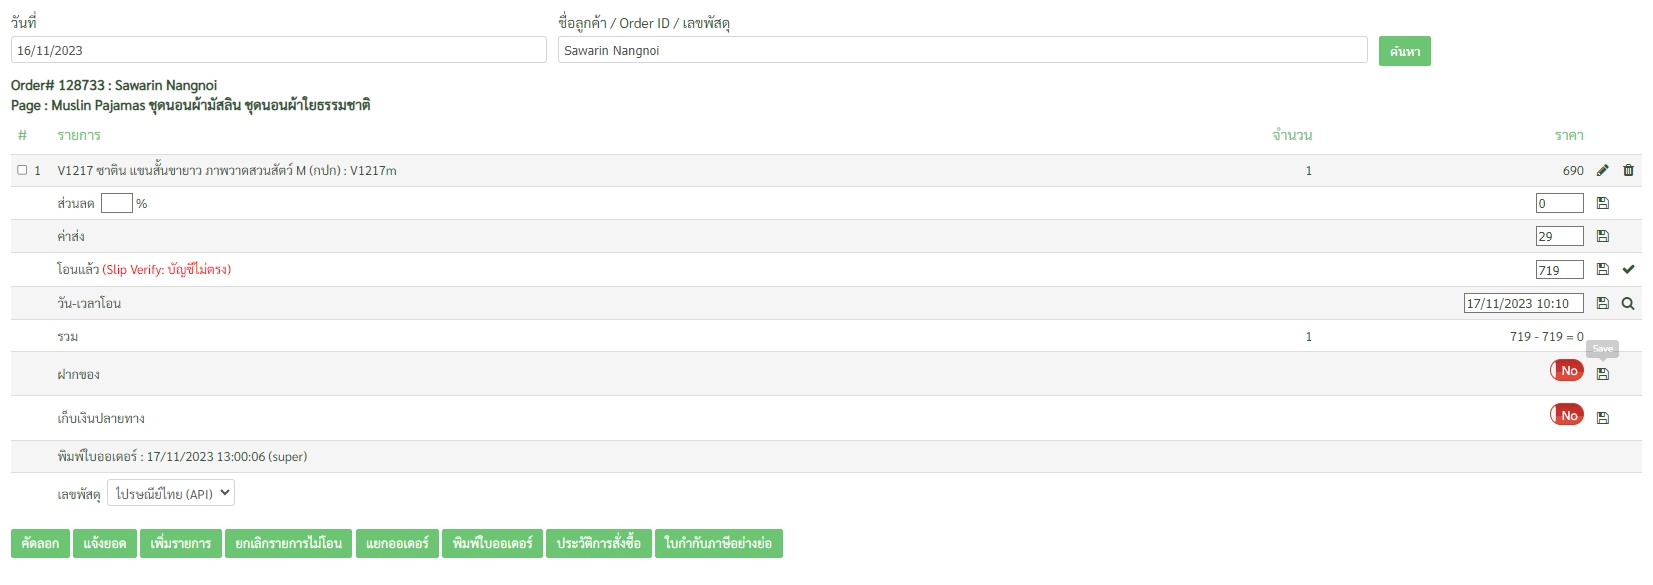 วันที่ ชื่อลูกค้า / Order ID / เลขพัสดุ
16/11/2023 Sawarin Nangnoi ค้นหา
Order# 128733 : Sawarin Nangnoi
Page : Muslin Pajamas ชุดนอนผ้ามัสลิน ชุดนอนผ้าใยธรรมชาติ
# รายการ จำนวน ราคา
1 V1217 ซาติน แขนสั้นขายาว ภาพวาดสวนสัตว์ M (กปก) : V1217m 1 690
ส่วนลด % 0
ค่าส่ง 29
โอนแล้ว (Slip Verify: บัญชีไม่ตรง) 719
วัน-เวลาโอน 17/11/2023 10:10
รวม 1 719 - 719 = 0
Save
ฝากของ No
เก็บเงินปลายทาง No
พิมพ์ใบออเดอร์ : 17/11/2023 13:00:06 (super)
เลขพัสดุ ไปรษณีย์ไทย (API)
คัดลอก แจ้งยอด เพิ่มรายการ ยกเลิกรายการไม่โอน แยกออเดอร์ พิมพ์ใบออเดอร์ ประวัติการสั่งซื้อ ใบกำกับภาษีอย่างย่อ